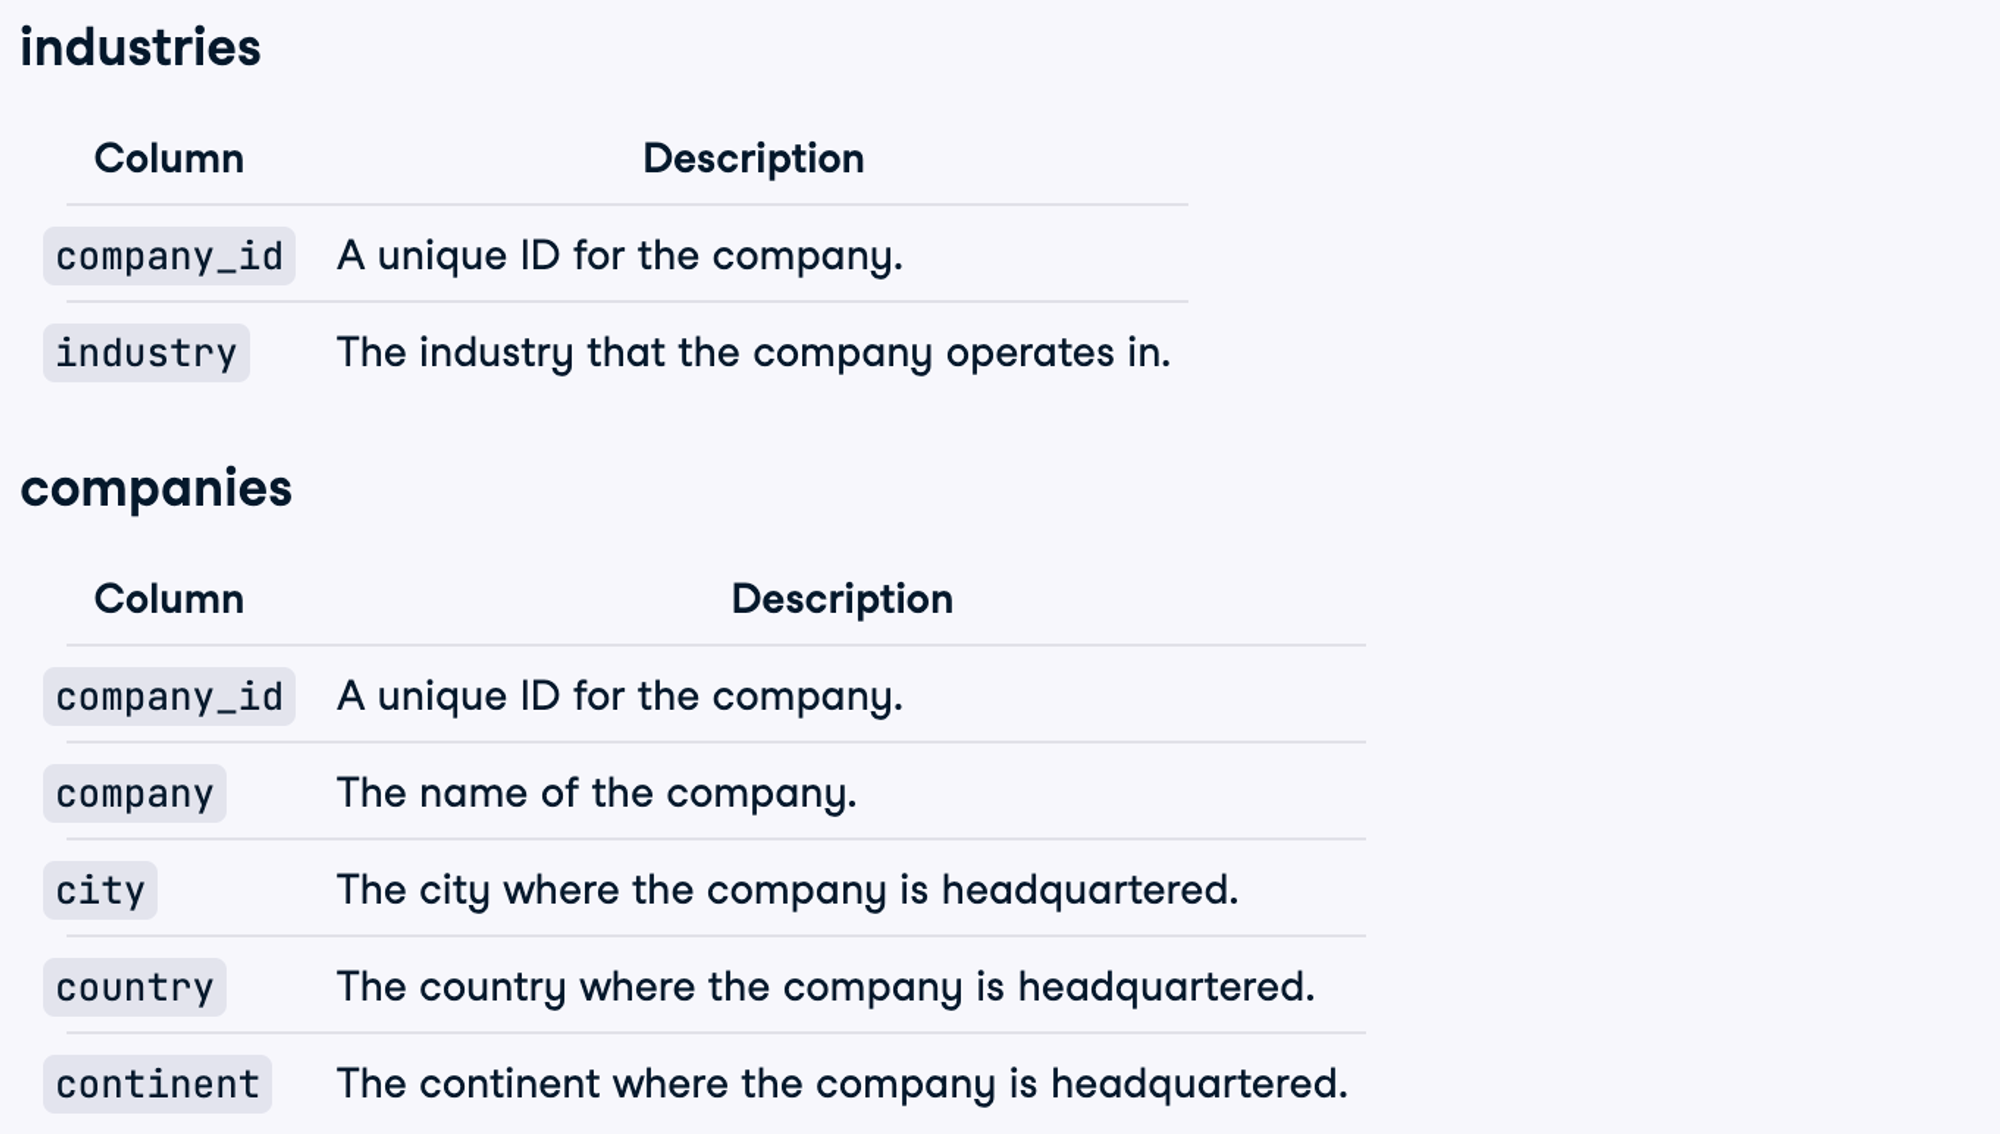 industries
Column Description
company_id A unique ID for the company.
industry The industry that the company operates in.
companies
Column Description
company_id A unique ID for the company.
company The name of the company.
city The city where the company is headquartered.
country The country where the company is headquartered.
continent The continent where the company is headquartered.